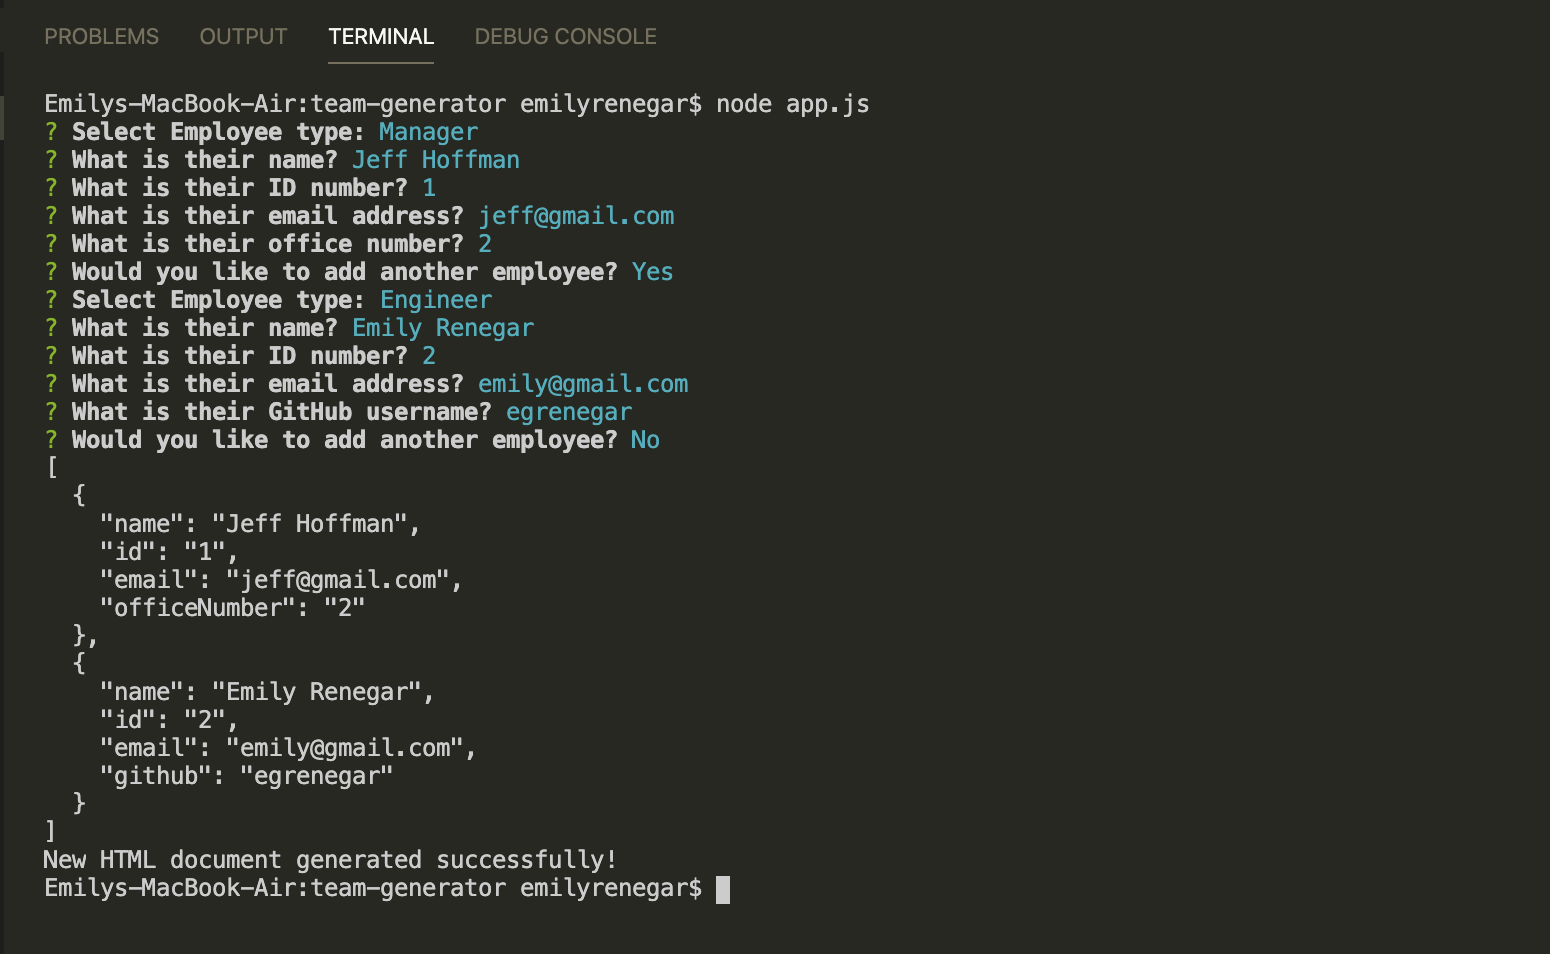 PROBLEMS OUTPUT TERMINAL DEBUG CONSOLE
Emilys-MacBook-Air:team-generator emilyrenegar$ node app.js
? Select Employee type: Manager
? What is their name? Jeff Hoffman
? What is their ID number? 1
? What is their email address? jeff@gmail.com
? What is their office number? 2
? Would you like to add another employee? Yes
? Select Employee type: Engineer
? What is their name? Emily Renegar
? What is their ID number? 2
? What is their email address? emily@gmail.com
? What is their GitHub username? egrenegar
? Would you like to add another employee? No
[
  {
    "name": "Jeff Hoffman",
    "id": "1",
    "email": "jeff@gmail.com",
    "officeNumber": "2"
  },
  {
    "name": "Emily Renegar",
    "id": "2",
    "email": "emily@gmail.com",
    "github": "egrenegar"
  }
]
New HTML document generated successfully!
Emilys-MacBook-Air:team-generator emilyrenegar$